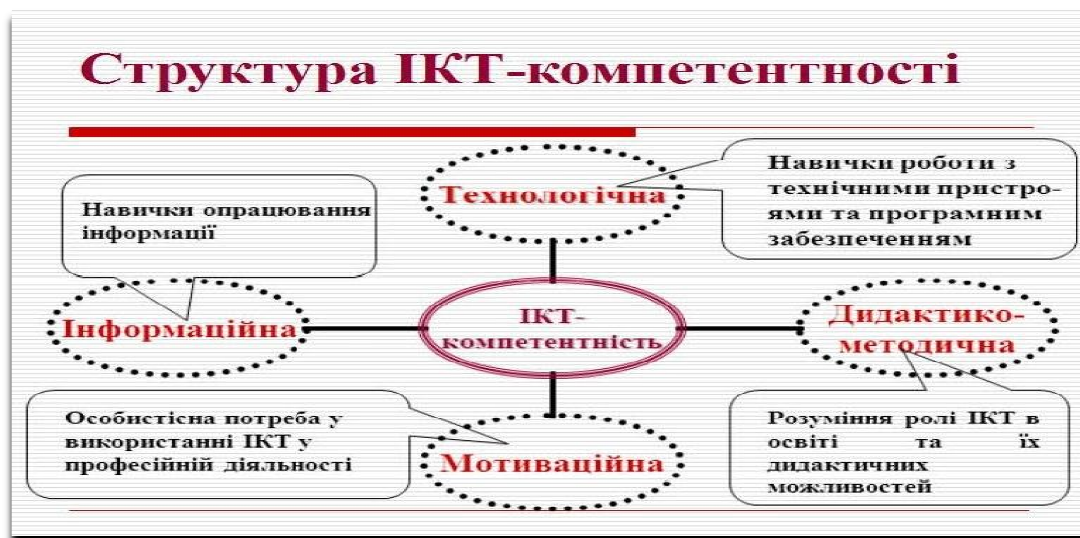 Структура ІКТ-компетентності
Навички роботи з
технічними пристро-
ями та програмним
забезпеченням
Технологічна
Навички опрацювання
інформації
Інформаційна
ІКТ-
компетентність
Дидактико-
методична
Особистісна потреба у
використанні ІКТ у
професійній діяльності
Мотиваційна
Розуміння ролі ІКТ в
освіті та їх
дидактичних
можливостей